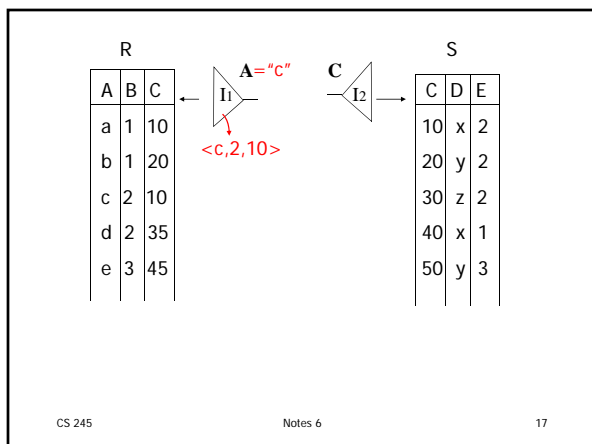 R
S
A="c"
C
I1
I2
<c,2,10>
A B C
a 1 10
b 1 20
c 2 10
d 2 35
e 3 45
C D E
10 x 2
20 y 2
30 z 2
40 x 1
50 y 3
CS 245
Notes 6
17